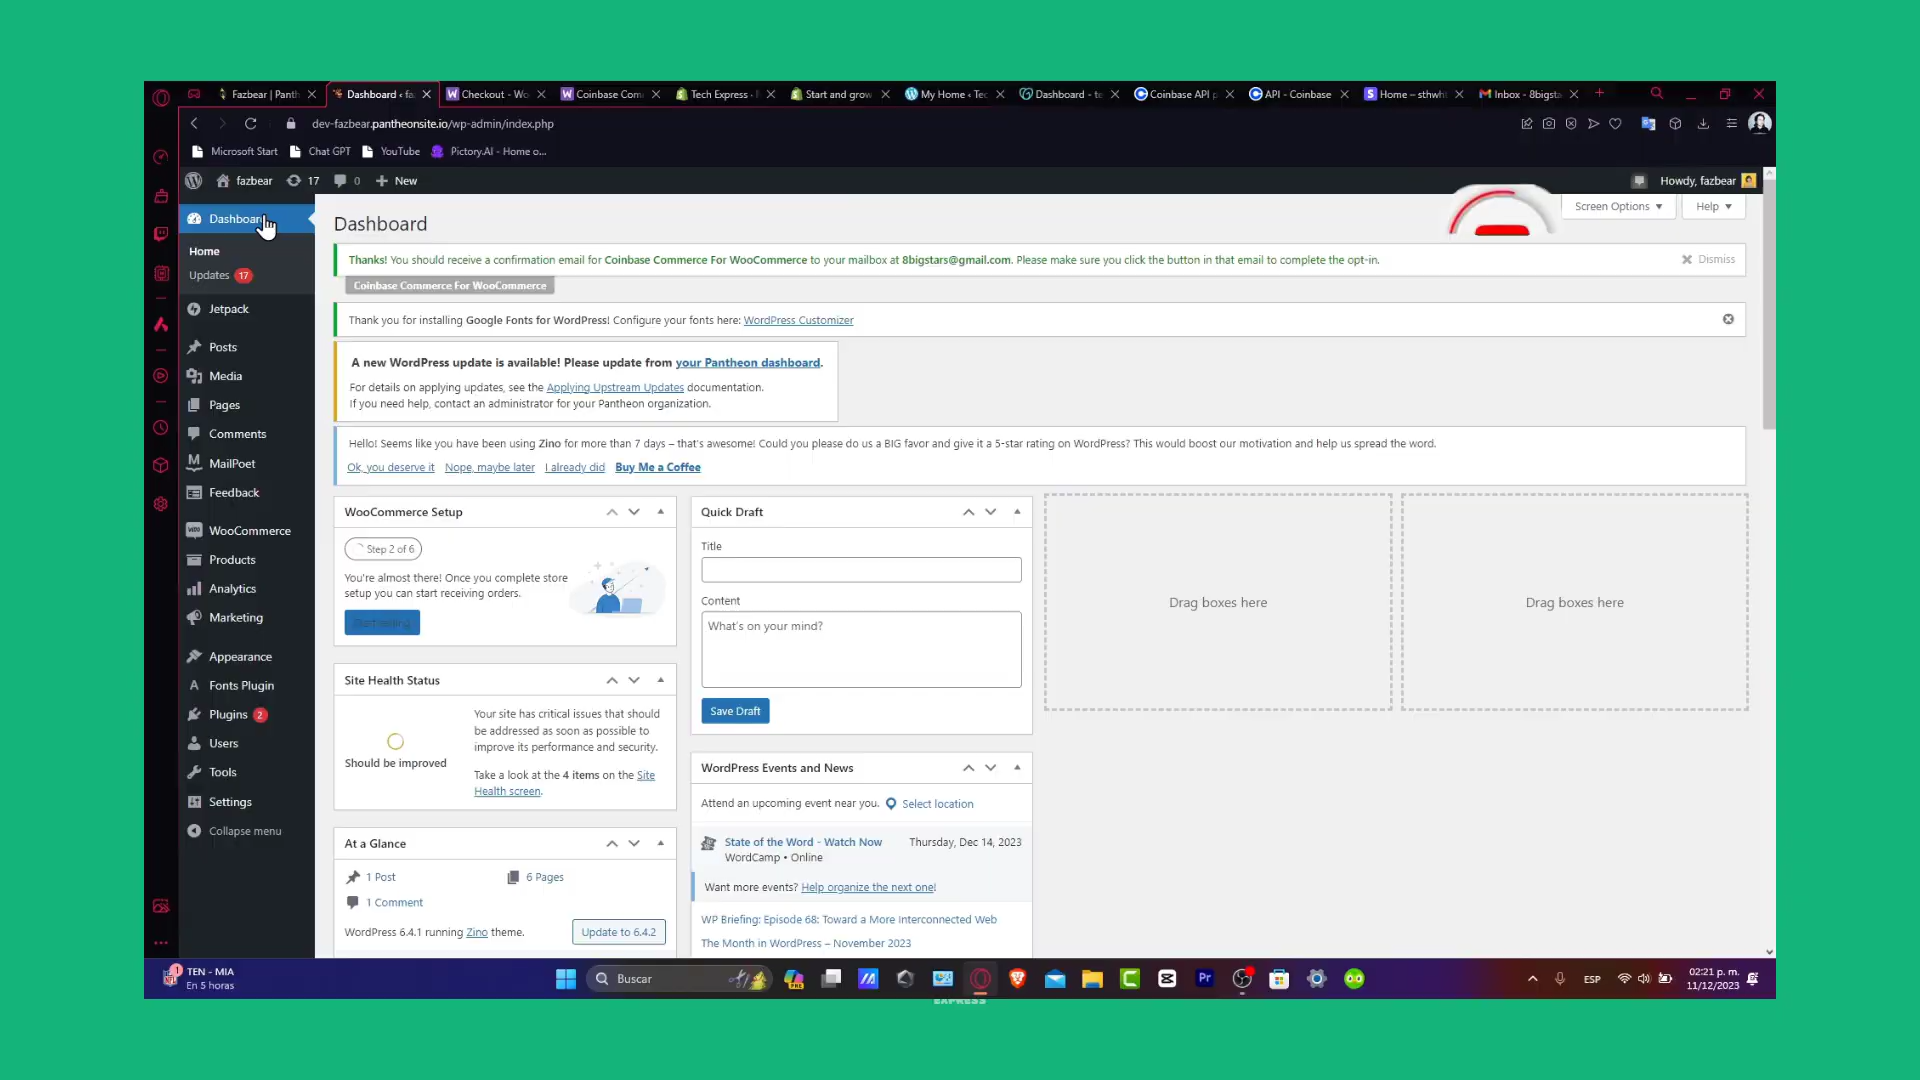 Fazbear | Panth
Dashboard ‹ fa
Checkout - Wo
Coinbase Com
Tech Express ·
Start and grow
My Home ‹ Tec
Dashboard - te
Coinbase API p
API - Coinbase
Home – sthwh
Inbox - 8bigsta
dev-fazbear.pantheonsite.io/wp-admin/index.php
Microsoft Start
Chat GPT
YouTube
Pictory.AI - Home o...
fazbear
17
0
New
Howdy, fazbear
Dashboard
Home
Updates 17
Jetpack
Posts
Media
Pages
Comments
MailPoet
Feedback
WooCommerce
Products
Analytics
Marketing
Appearance
Fonts Plugin
Plugins 2
Users
Tools
Settings
Collapse menu
Dashboard
Screen Options
Help
Thanks! You should receive a confirmation email for Coinbase Commerce For WooCommerce to your mailbox at 8bigstars@gmail.com. Please make sure you click the button in that email to complete the opt-in.
Dismiss
Coinbase Commerce For WooCommerce
Thank you for installing Google Fonts for WordPress! Configure your fonts here: WordPress Customizer
A new WordPress update is available! Please update from your Pantheon dashboard.
For details on applying updates, see the Applying Upstream Updates documentation.
If you need help, contact an administrator for your Pantheon organization.
Hello! Seems like you have been using Zino for more than 7 days – that's awesome! Could you please do us a BIG favor and give it a 5-star rating on WordPress? This would boost our motivation and help us spread the word.
Ok, you deserve it Nope, maybe later I already did Buy Me a Coffee
WooCommerce Setup
Step 2 of 6
You're almost there! Once you complete store
setup you can start receiving orders.
Start selling
Site Health Status
Should be improved
Your site has critical issues that should
be addressed as soon as possible to
improve its performance and security.
Take a look at the 4 items on the Site
Health screen.
At a Glance
1 Post
6 Pages
1 Comment
WordPress 6.4.1 running Zino theme.
Update to 6.4.2
Quick Draft
Title
Content
What's on your mind?
Save Draft
WordPress Events and News
Attend an upcoming event near you.
Select location
State of the Word - Watch Now
Thursday, Dec 14, 2023
WordCamp • Online
Want more events? Help organize the next one!
WP Briefing: Episode 68: Toward a More Interconnected Web
The Month in WordPress – November 2023
Drag boxes here
Drag boxes here
1
TEN - MIA
En 5 horas
Buscar
PRE
Pr
ESP
02:21 p. m.
11/12/2023
EXPRESS